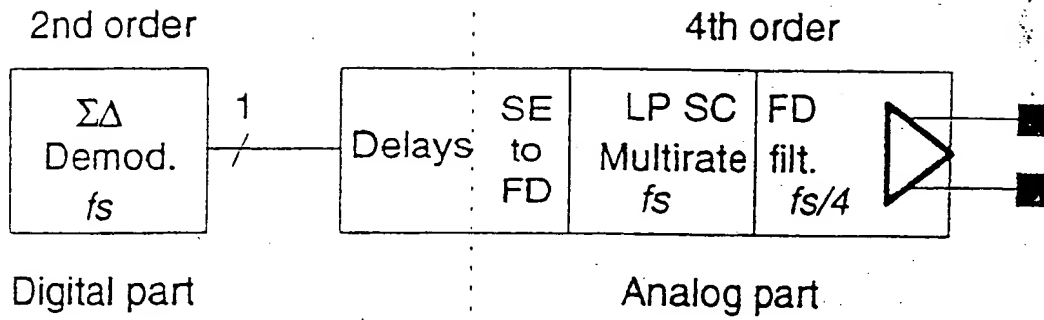 2nd order
4th order
ΣΔ
Demod.
fs
1
Delays
SE
to
FD
LP SC
Multirate
fs
FD
filt.
fs/4
Digital part
Analog part